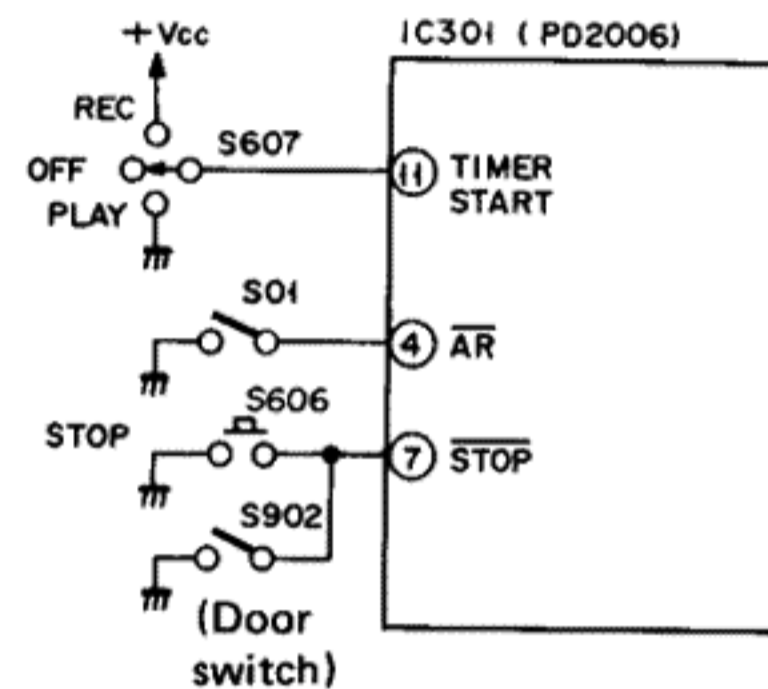 +Vcc
IC301 (PD2006)
REC
S607
OFF
11 TIMER
START
PLAY
S01
4 AR
S606
STOP
7 STOP
S902
(Door
switch)